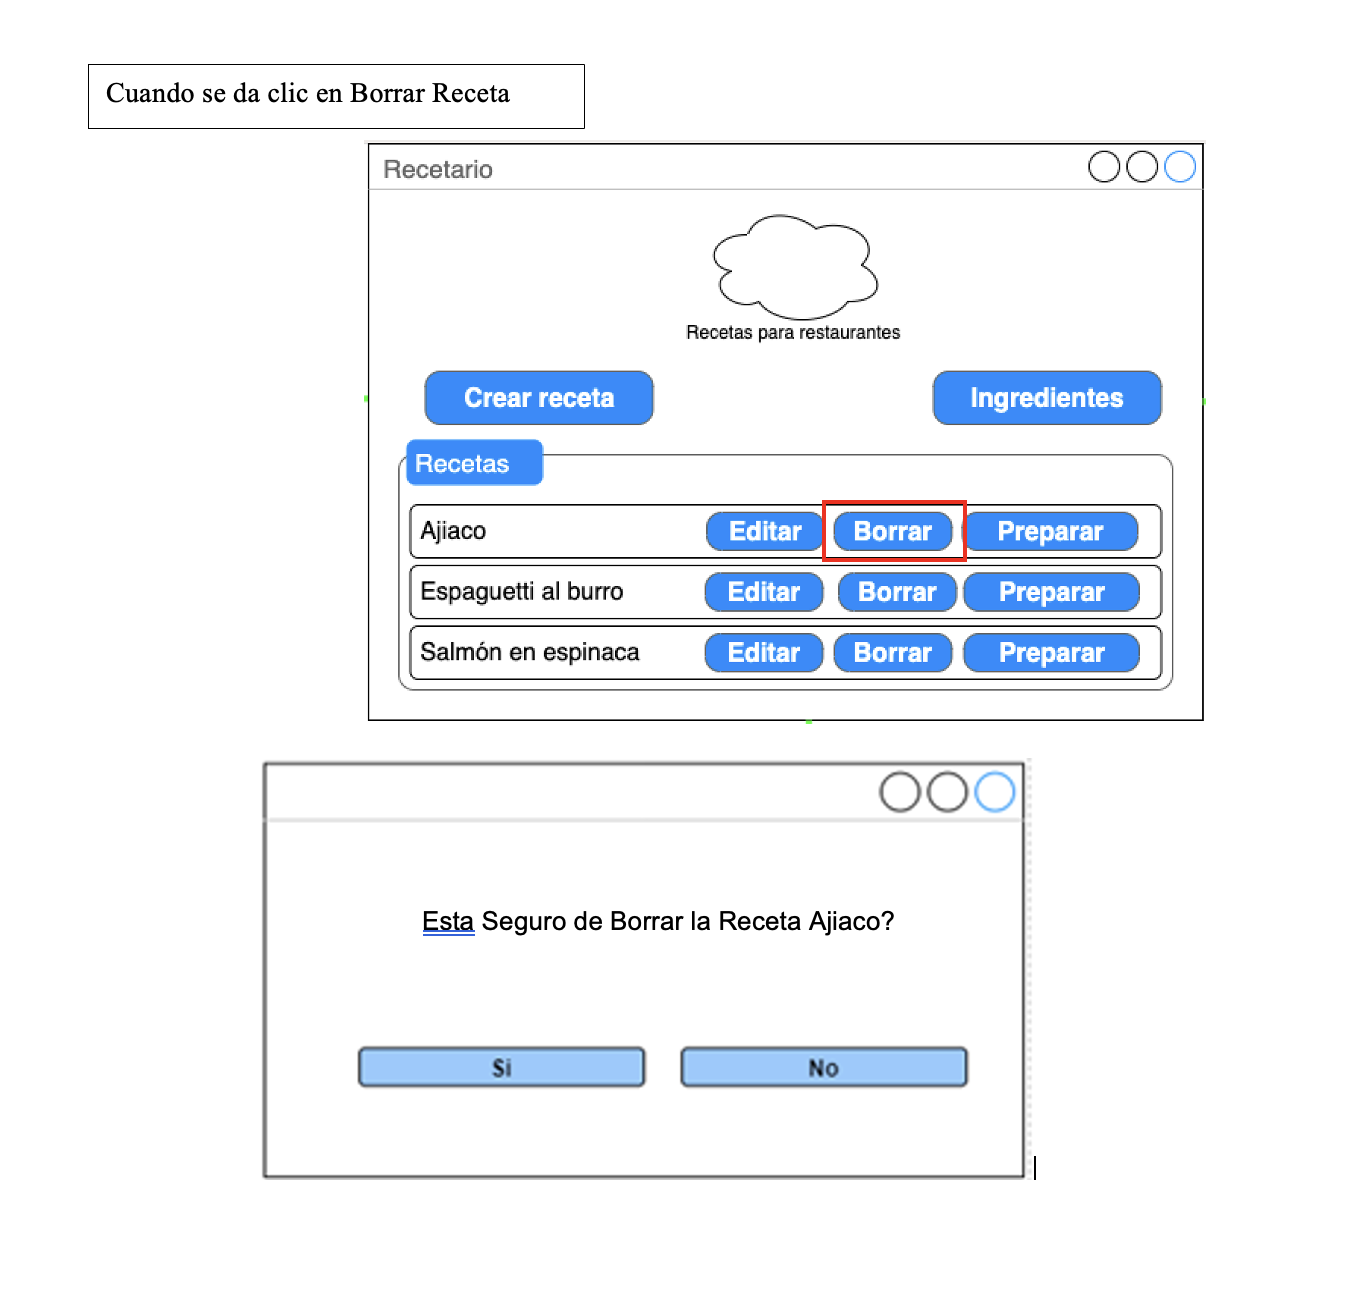 Cuando se da clic en Borrar Receta
Recetario
Recetas para restaurantes
Crear receta
Ingredientes
Recetas
Ajiaco Editar Borrar Preparar
Espaguetti al burro Editar Borrar Preparar
Salmón en espinaca Editar Borrar Preparar
Esta Seguro de Borrar la Receta Ajiaco?
Si
No